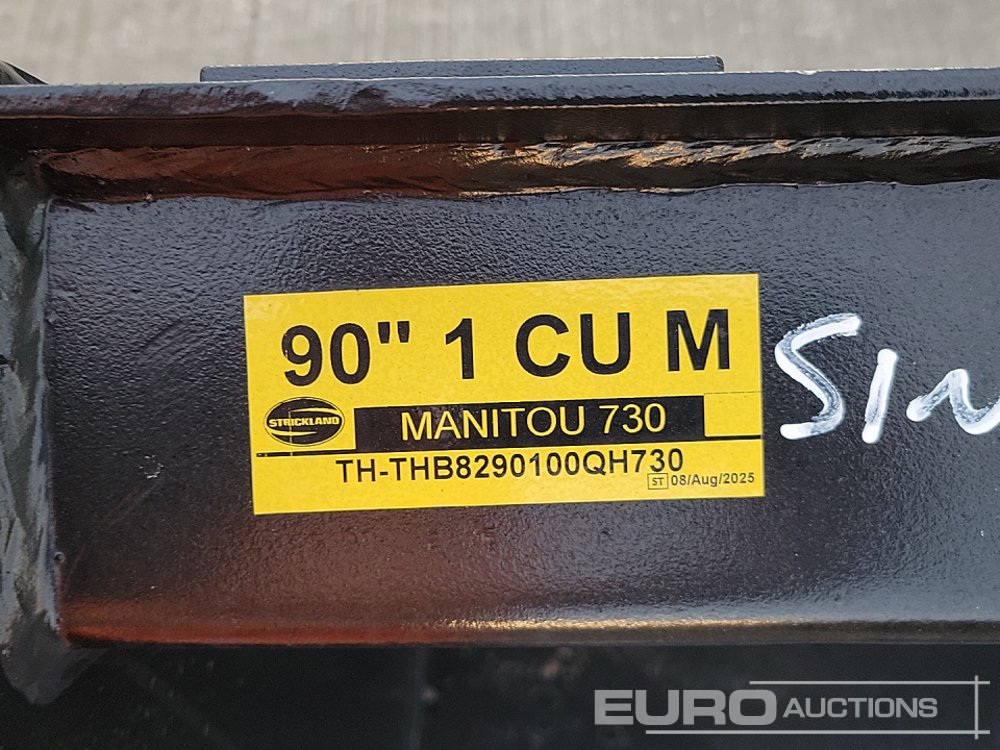 90" 1 CU M
STRICKLAND
MANITOU 730
TH-THB8290100QH730
ST 08/Aug/2025
EURO AUCTIONS